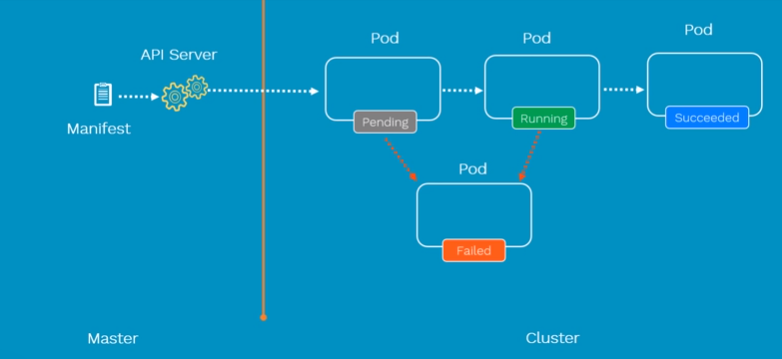 API Server
Manifest
Pod
Pending
Pod
Running
Pod
Succeeded
Pod
Failed
Master
Cluster